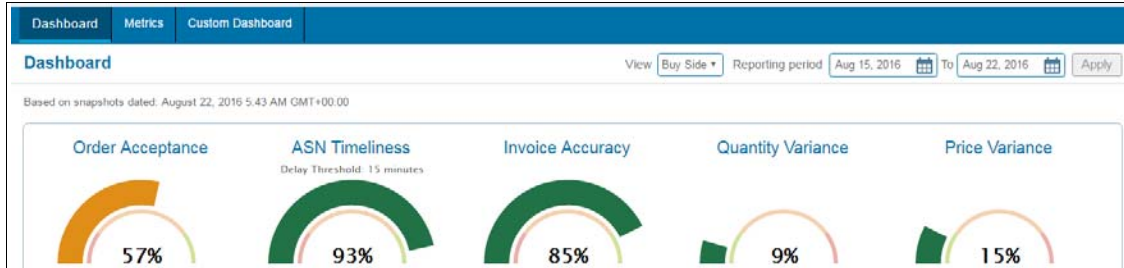 Dashboard Metrics Custom Dashboard
Dashboard View Buy Side Reporting period Aug 15, 2016 To Aug 22, 2016 Apply
Based on snapshots dated: August 22, 2016 5:43 AM GMT+00:00
Order Acceptance ASN Timeliness Invoice Accuracy Quantity Variance Price Variance
Delay Threshold: 15 minutes
57% 93% 85% 9% 15%